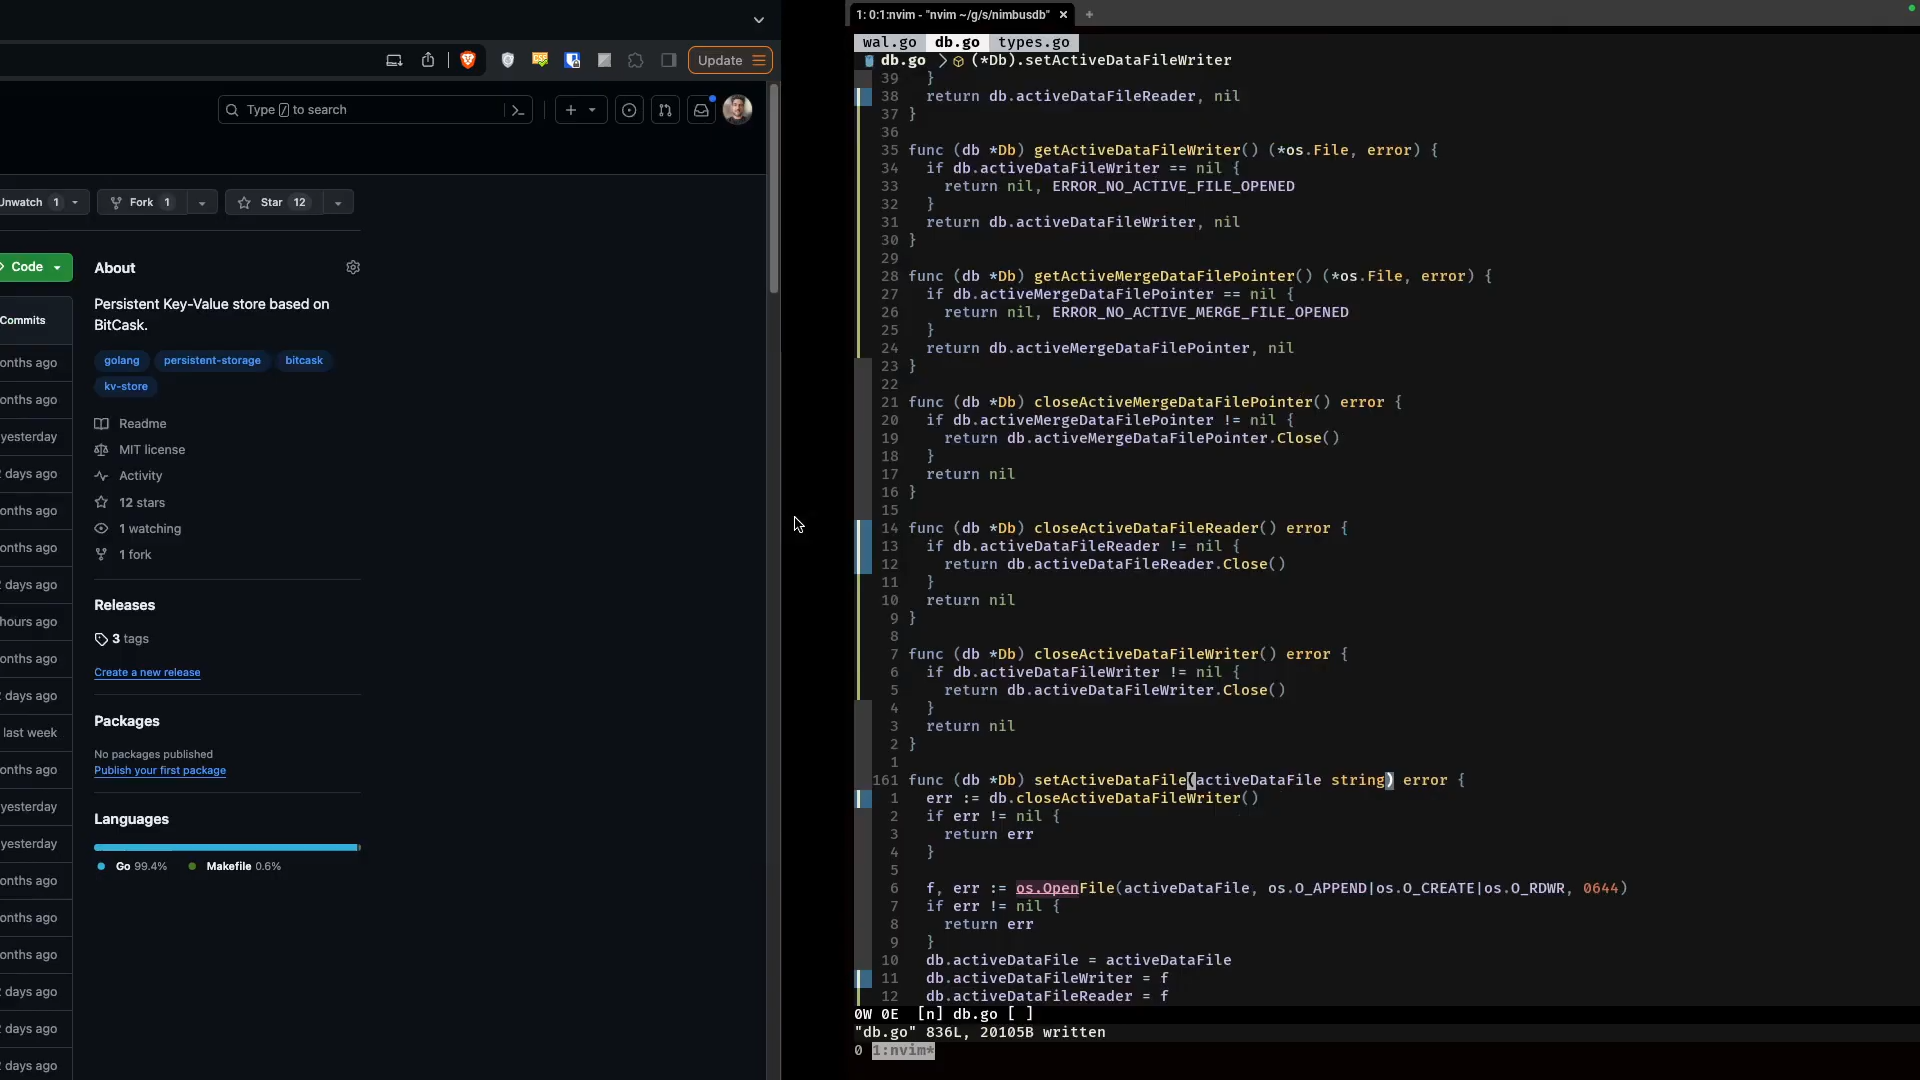 Update
Type / to search
Unwatch 1
Fork 1
Star 12
Code
About
Persistent Key-Value store based on
BitCask.
golang
persistent-storage
bitcask
kv-store
Readme
MIT license
Activity
12 stars
1 watching
1 fork
Releases
3 tags
Create a new release
Packages
No packages published
Publish your first package
Languages
Go 99.4%
Makefile 0.6%
Commits
onths ago
onths ago
yesterday
2 days ago
onths ago
onths ago
2 days ago
hours ago
onths ago
2 days ago
last week
onths ago
yesterday
yesterday
onths ago
onths ago
onths ago
2 days ago
2 days ago
2 days ago
1: 0:1:nvim - "nvim ~/g/s/nimbusdb" × +
wal.go db.go types.go
db.go > (*Db).setActiveDataFileWriter
39 }
38 return db.activeDataFileReader, nil
37 }
36
35 func (db *Db) getActiveDataFileWriter() (*os.File, error) {
34 if db.activeDataFileWriter == nil {
33 return nil, ERROR_NO_ACTIVE_FILE_OPENED
32 }
31 return db.activeDataFileWriter, nil
30 }
29
28 func (db *Db) getActiveMergeDataFilePointer() (*os.File, error) {
27 if db.activeMergeDataFilePointer == nil {
26 return nil, ERROR_NO_ACTIVE_MERGE_FILE_OPENED
25 }
24 return db.activeMergeDataFilePointer, nil
23 }
22
21 func (db *Db) closeActiveMergeDataFilePointer() error {
20 if db.activeMergeDataFilePointer != nil {
19 return db.activeMergeDataFilePointer.Close()
18 }
17 return nil
16 }
15
14 func (db *Db) closeActiveDataFileReader() error {
13 if db.activeDataFileReader != nil {
12 return db.activeDataFileReader.Close()
11 }
10 return nil
9 }
8
7 func (db *Db) closeActiveDataFileWriter() error {
6 if db.activeDataFileWriter != nil {
5 return db.activeDataFileWriter.Close()
4 }
3 return nil
2 }
1
161 func (db *Db) setActiveDataFile(activeDataFile string) error {
1 err := db.closeActiveDataFileWriter()
2 if err != nil {
3 return err
4 }
5
6 f, err := os.OpenFile(activeDataFile, os.O_APPEND|os.O_CREATE|os.O_RDWR, 0644)
7 if err != nil {
8 return err
9 }
10 db.activeDataFile = activeDataFile
11 db.activeDataFileWriter = f
12 db.activeDataFileReader = f
0W 0E [n] db.go [ ]
"db.go" 836L, 20105B written
0 1:nvim*